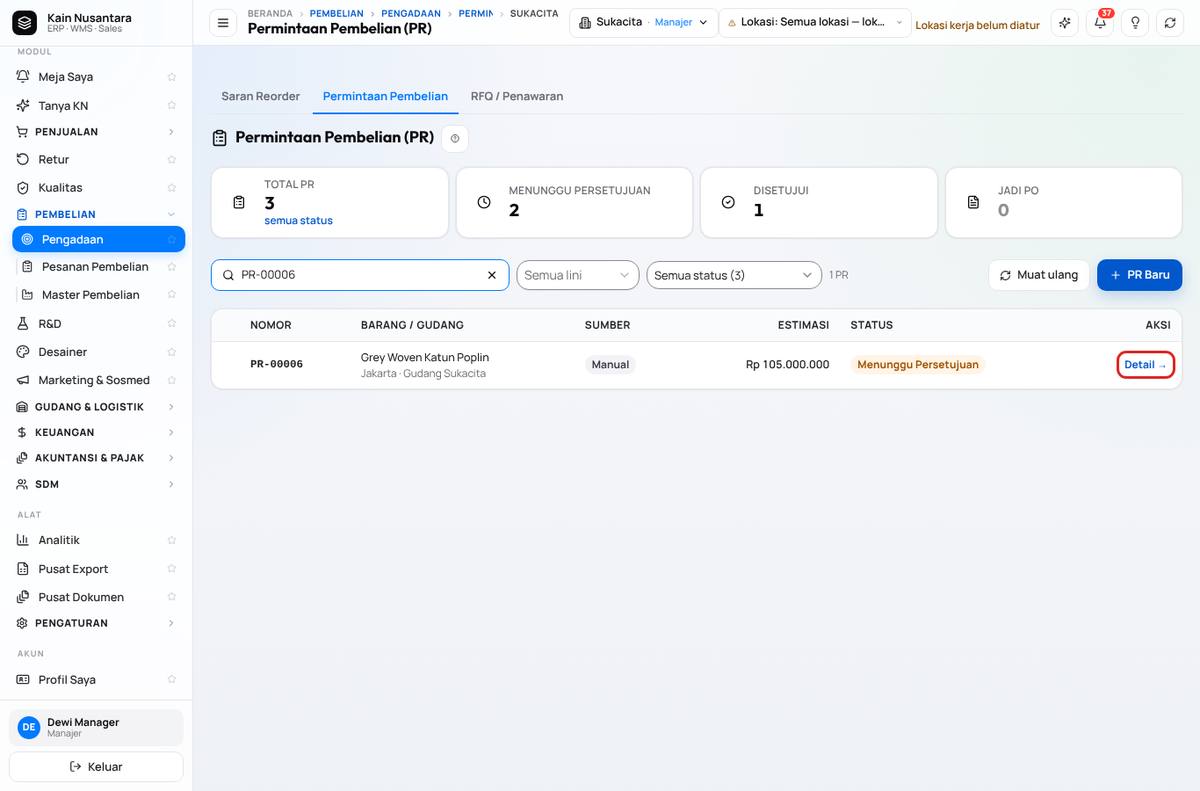 Kain Nusantara
ERP · WMS · Sales
MODUL
Meja Saya
Tanya KN
PENJUALAN
Retur
Kualitas
PEMBELIAN
Pengadaan
Pesanan Pembelian
Master Pembelian
R&D
Desainer
Marketing & Sosmed
GUDANG & LOGISTIK
KEUANGAN
AKUNTANSI & PAJAK
SDM
ALAT
Analitik
Pusat Export
Pusat Dokumen
PENGATURAN
AKUN
Profil Saya
DE
Dewi Manager
Manajer
Keluar
BERANDA › PEMBELIAN › PENGADAAN › PERMIN › SUKACITA
Permintaan Pembelian (PR)
Sukacita · Manajer
Lokasi: Semua lokasi — lok...
Lokasi kerja belum diatur
37
Saran Reorder
Permintaan Pembelian
RFQ / Penawaran
Permintaan Pembelian (PR)
TOTAL PR
3
semua status
MENUNGGU PERSETUJUAN
2
DISETUJUI
1
JADI PO
0
PR-00006
Semua lini
Semua status (3)
1 PR
Muat ulang
+ PR Baru
NOMOR BARANG / GUDANG SUMBER ESTIMASI STATUS AKSI
PR-00006 Grey Woven Katun Poplin Manual Rp 105.000.000 Menunggu Persetujuan Detail →
Jakarta · Gudang Sukacita